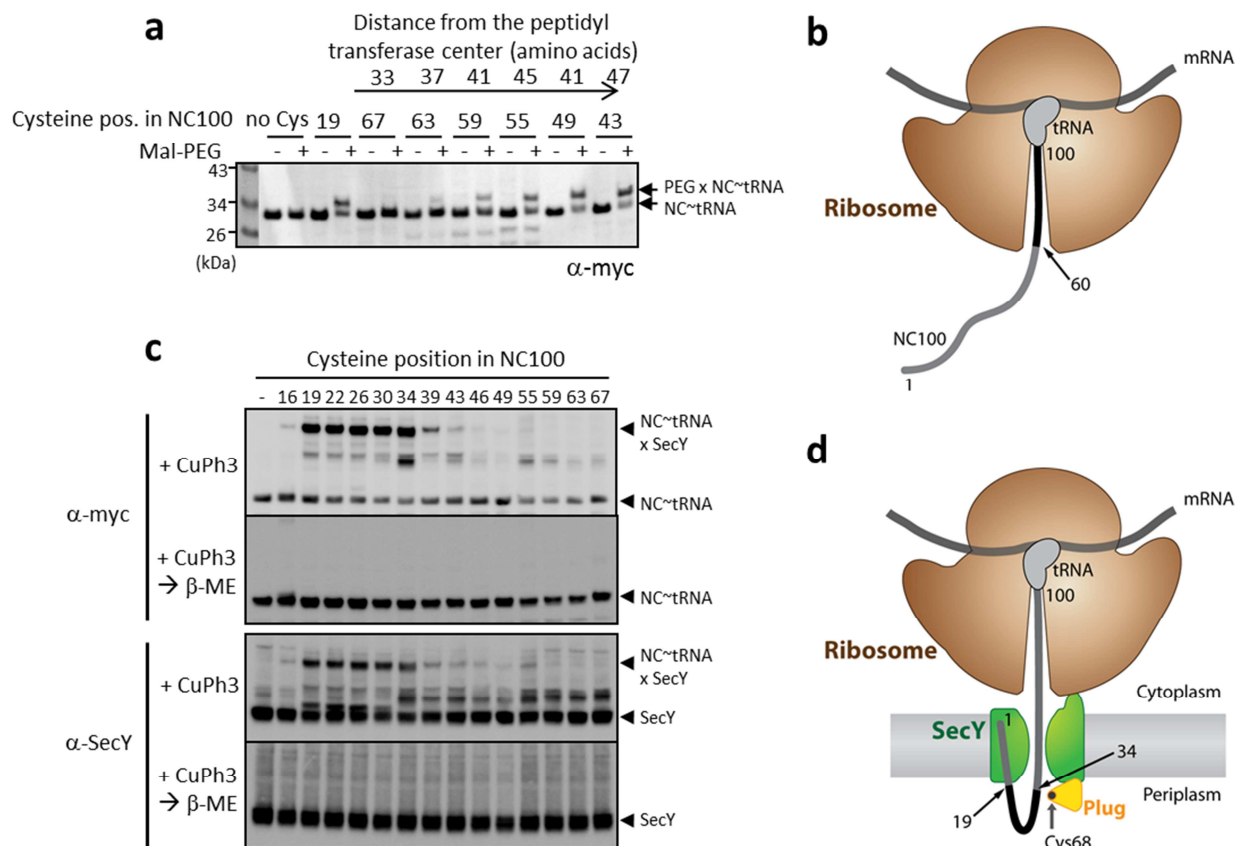 a
Distance from the peptidyl
transferase center (amino acids)
33 37 41 45 41 47
Cysteine pos. in NC100 no Cys 19 67 63 59 55 49 43
Mal-PEG - + - + - + - + - + - + - + - +
43
34
26
(kDa)
PEG x NC~tRNA
NC~tRNA
α-myc
b
mRNA
tRNA
100
Ribosome
60
NC100
1
c
Cysteine position in NC100
- 16 19 22 26 30 34 39 43 46 49 55 59 63 67
α-myc
+ CuPh3
NC~tRNA
x SecY
NC~tRNA
+ CuPh3
→ β-ME
NC~tRNA
α-SecY
+ CuPh3
NC~tRNA
x SecY
SecY
+ CuPh3
→ β-ME
SecY
d
mRNA
tRNA
100
Ribosome
Cytoplasm
SecY
1
34
Periplasm
19
Plug
Cys68